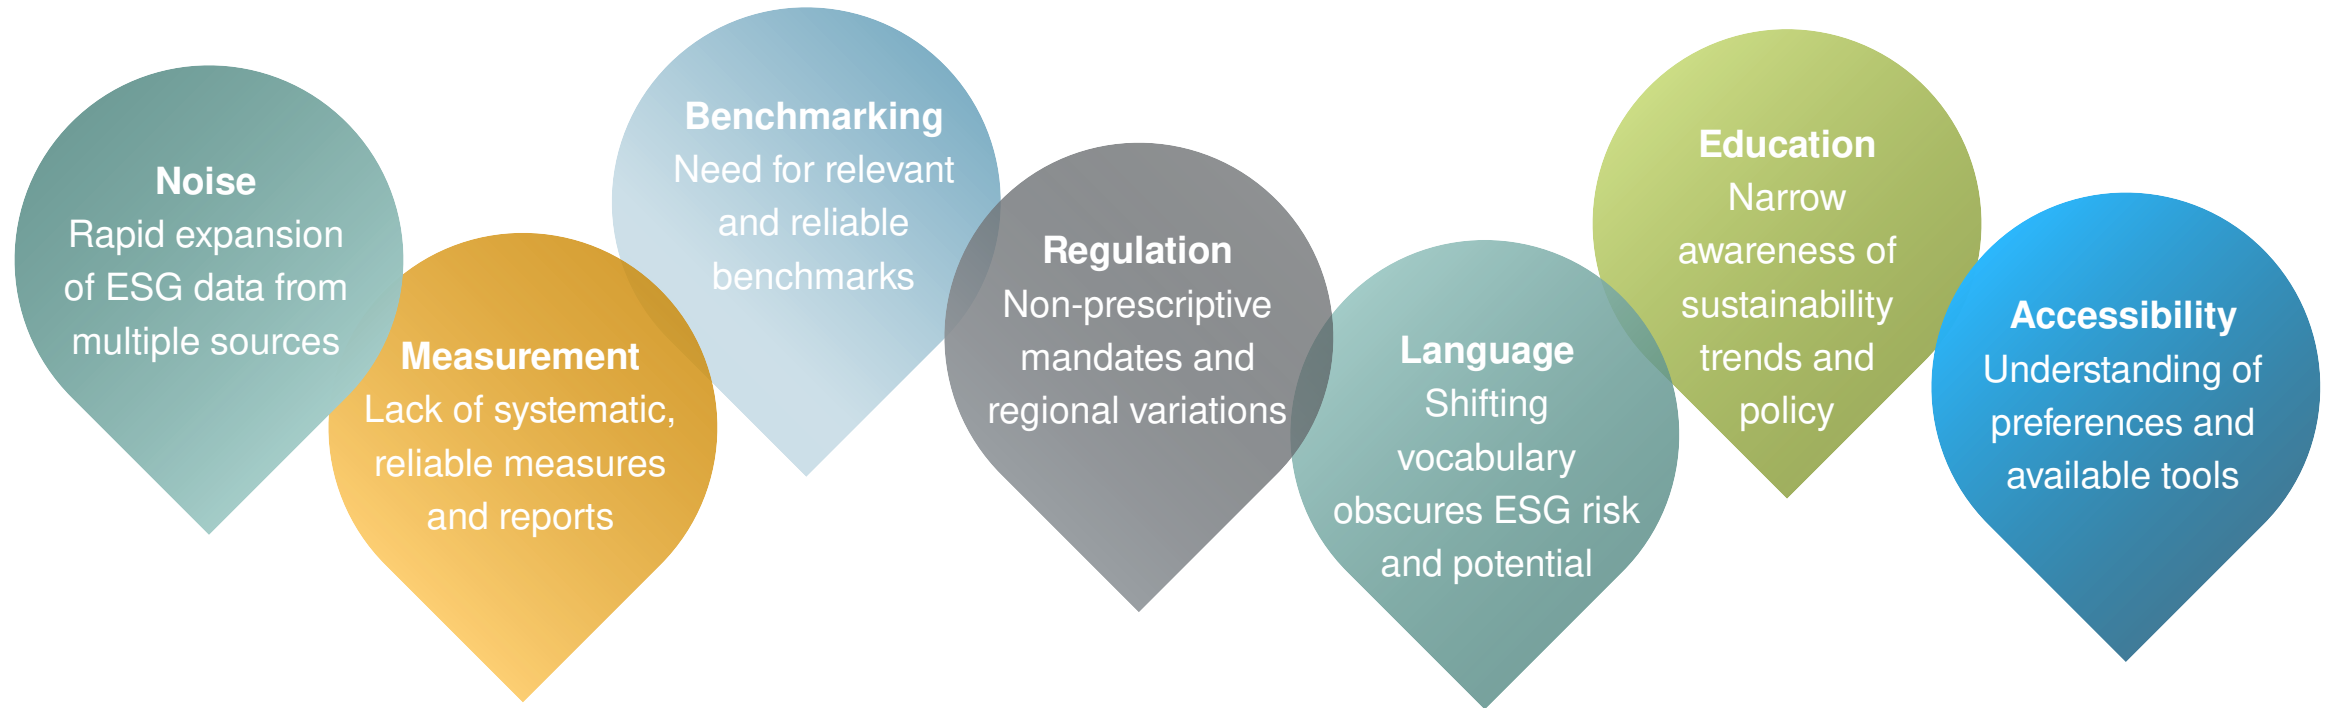 Noise
Rapid expansion
of ESG data from
multiple sources
Measurement
Lack of systematic,
reliable measures
and reports
Benchmarking
Need for relevant
and reliable
benchmarks
Regulation
Non-prescriptive
mandates and
regional variations
Language
Shifting
vocabulary
obscures ESG risk
and potential
Education
Narrow
awareness of
sustainability
trends and
policy
Accessibility
Understanding of
preferences and
available tools